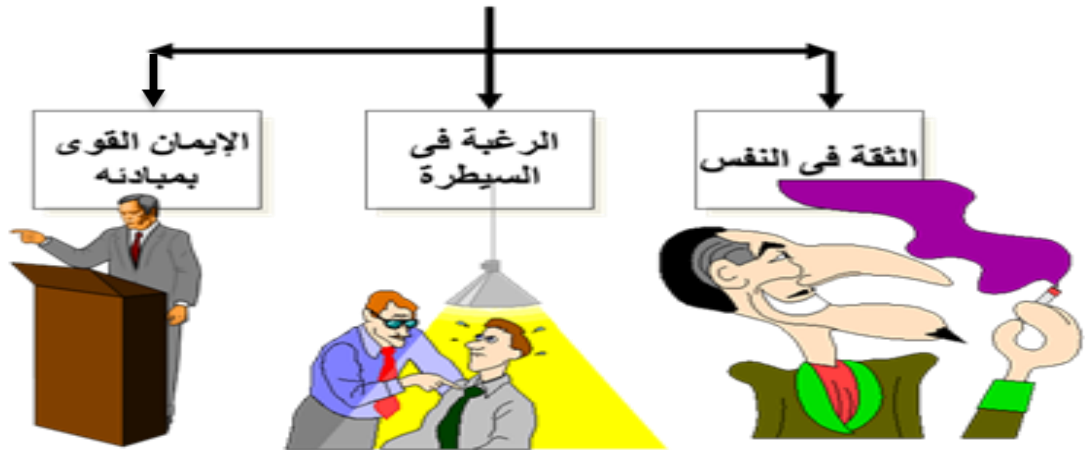 الثقة فى النفس
الرغبة فى
السيطرة
الإيمان القوى
بمبادئه